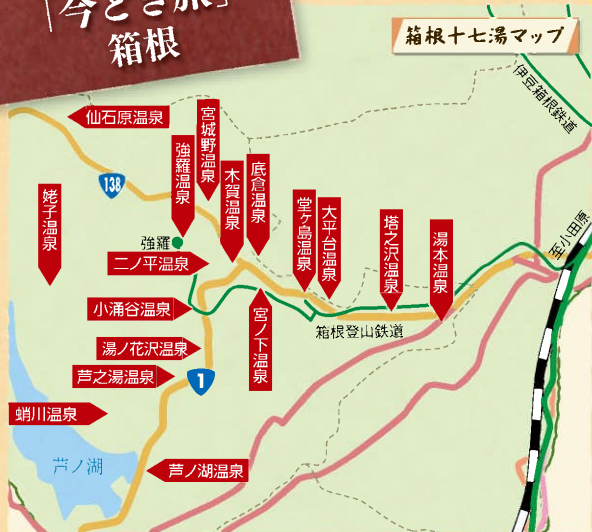 「今どき旅」
箱根
箱根十七湯マップ
伊豆箱根鉄道
至小田原
仙石原温泉
宮城野温泉
強羅温泉
木賀温泉
底倉温泉
138
姥子温泉
堂ヶ島温泉
大平台温泉
塔之沢温泉
湯本温泉
強羅
二ノ平温泉
小涌谷温泉
宮ノ下温泉
箱根登山鉄道
湯ノ花沢温泉
芦之湯温泉
1
蛸川温泉
芦ノ湖
芦ノ湖温泉